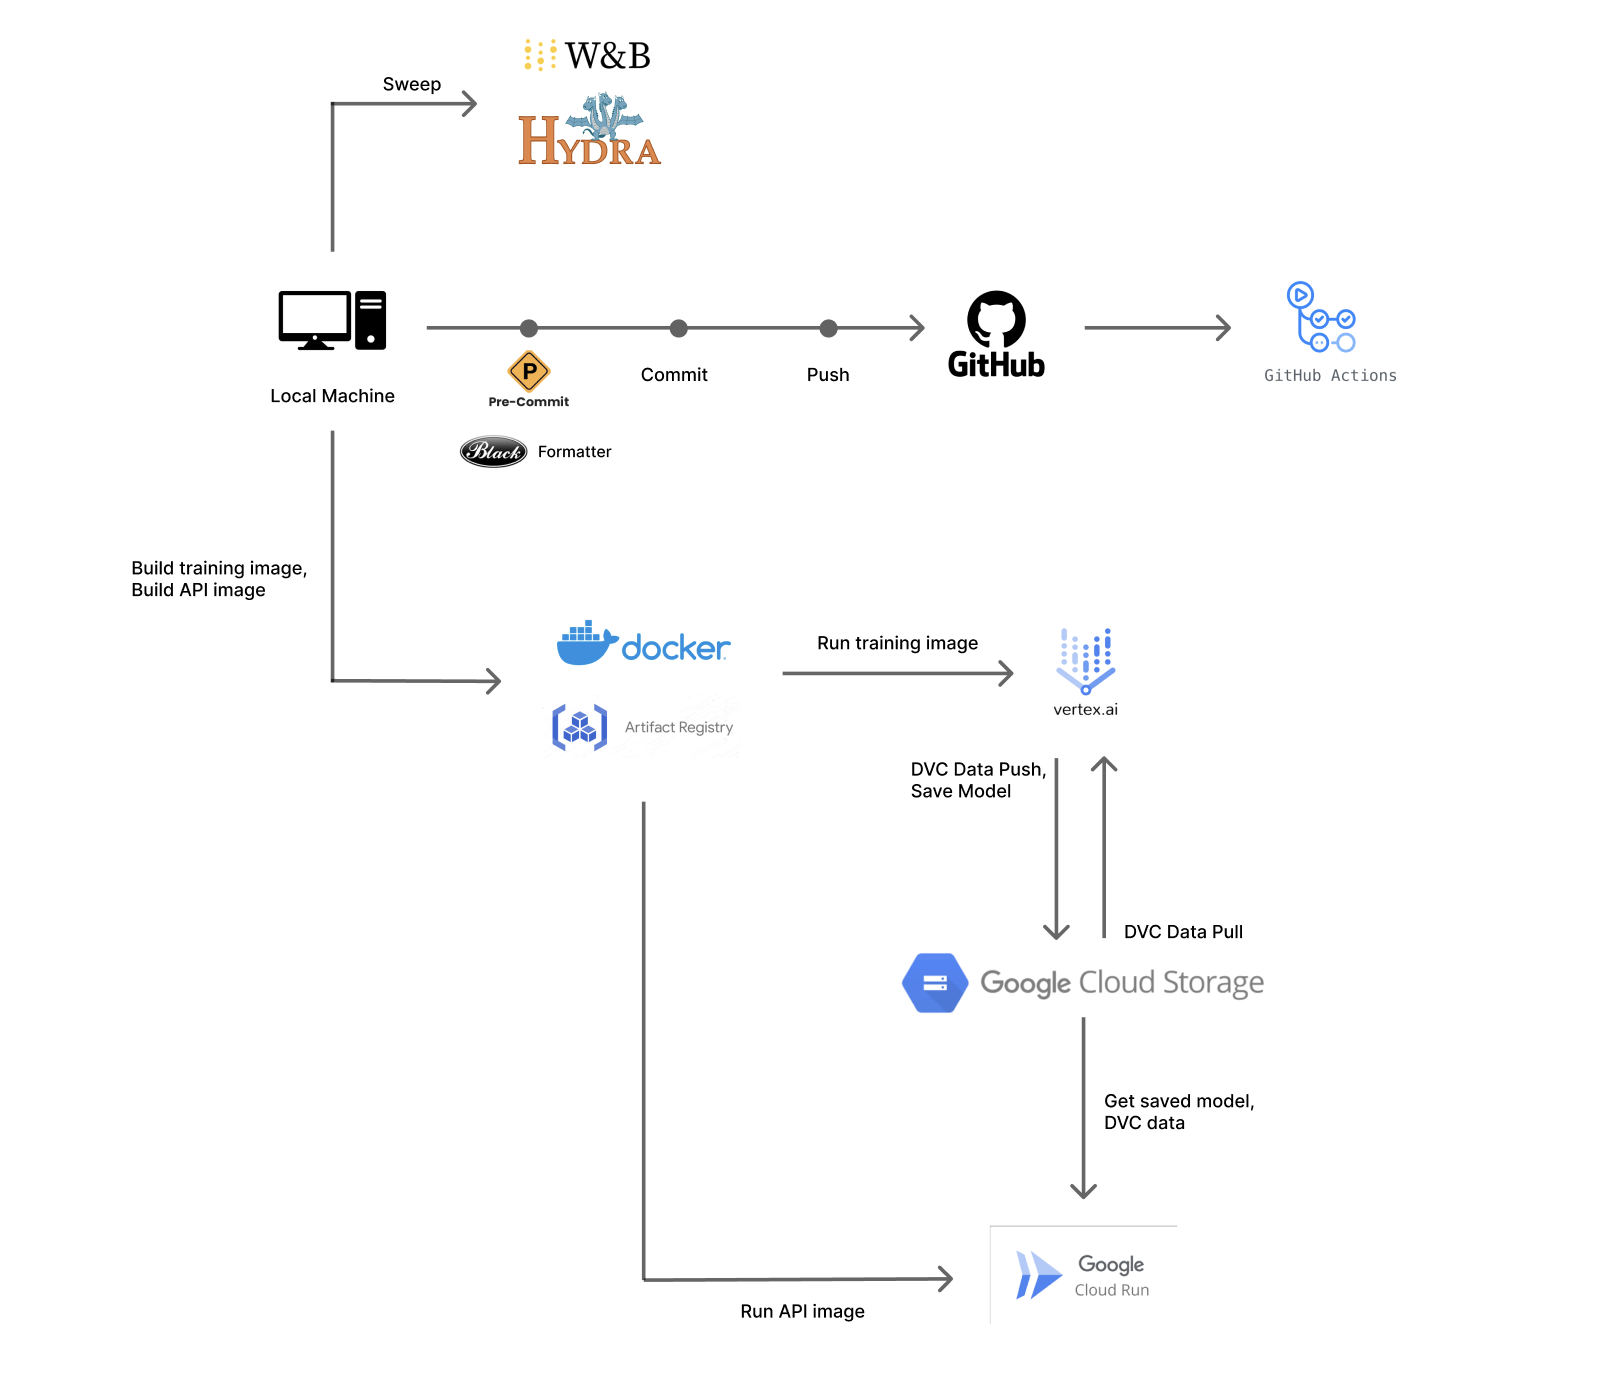 W&B
Sweep
HYDRA
GitHub
Local Machine
P
Pre-Commit
Commit
Push
GitHub Actions
Black
Formatter
Build training image,
Build API image
docker
Run training image
vertex.ai
Artifact Registry
DVC Data Push,
Save Model
DVC Data Pull
Google Cloud Storage
Get saved model,
DVC data
Google
Cloud Run
Run API image